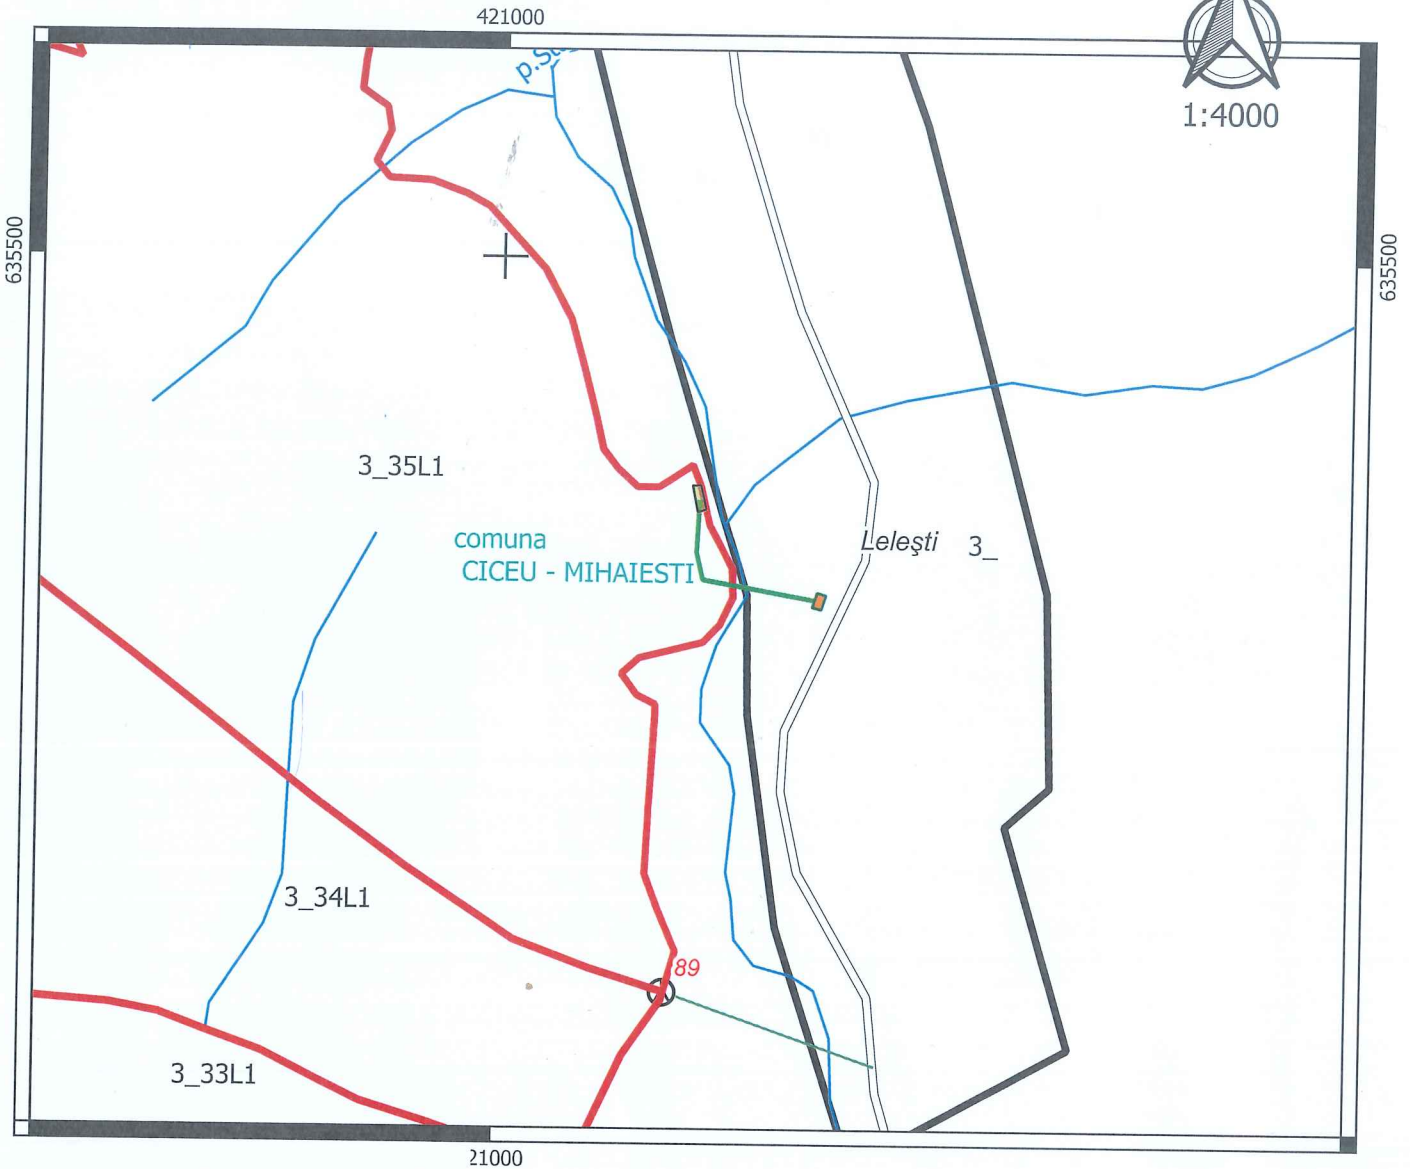 421000
1:4000
635500
635500
3_35L1
comuna
CICEU - MIHAIESTI
Leleşti 3_
3_34L1
89
3_33L1
21000